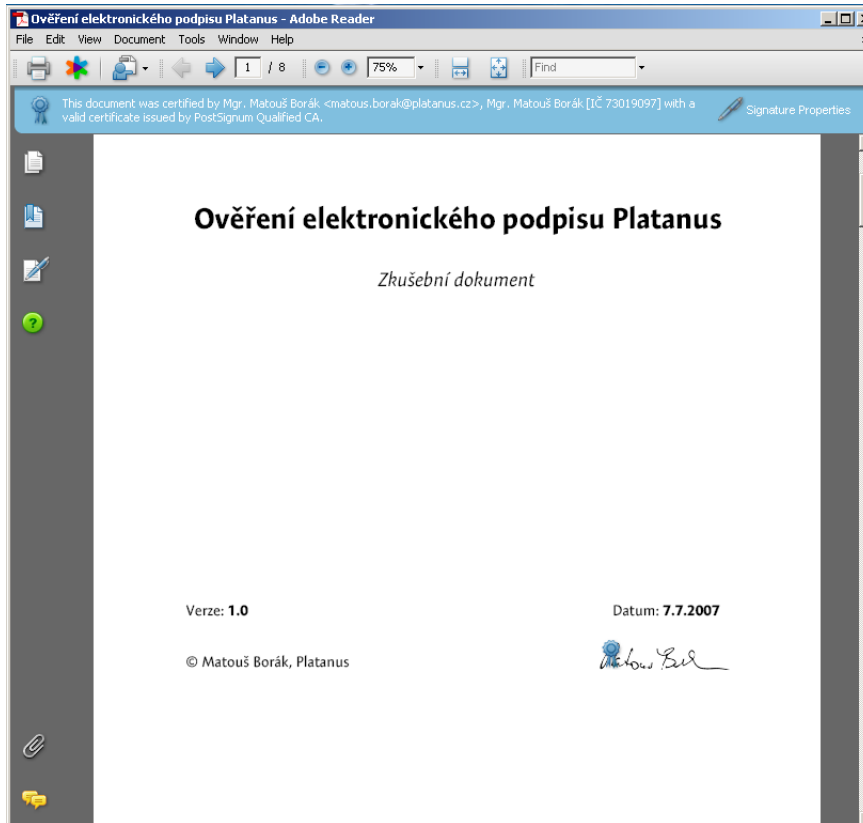 Ověření elektronického podpisu Platanus - Adobe Reader
File Edit View Document Tools Window Help
1 / 8 75% Find
This document was certified by Mgr. Matouš Borák <matous.borak@platanus.cz>, Mgr. Matouš Borák [IČ 73019097] with a
valid certificate issued by PostSignum Qualified CA.
Signature Properties
Ověření elektronického podpisu Platanus
Zkušební dokument
Verze: 1.0
Datum: 7.7.2007
© Matouš Borák, Platanus